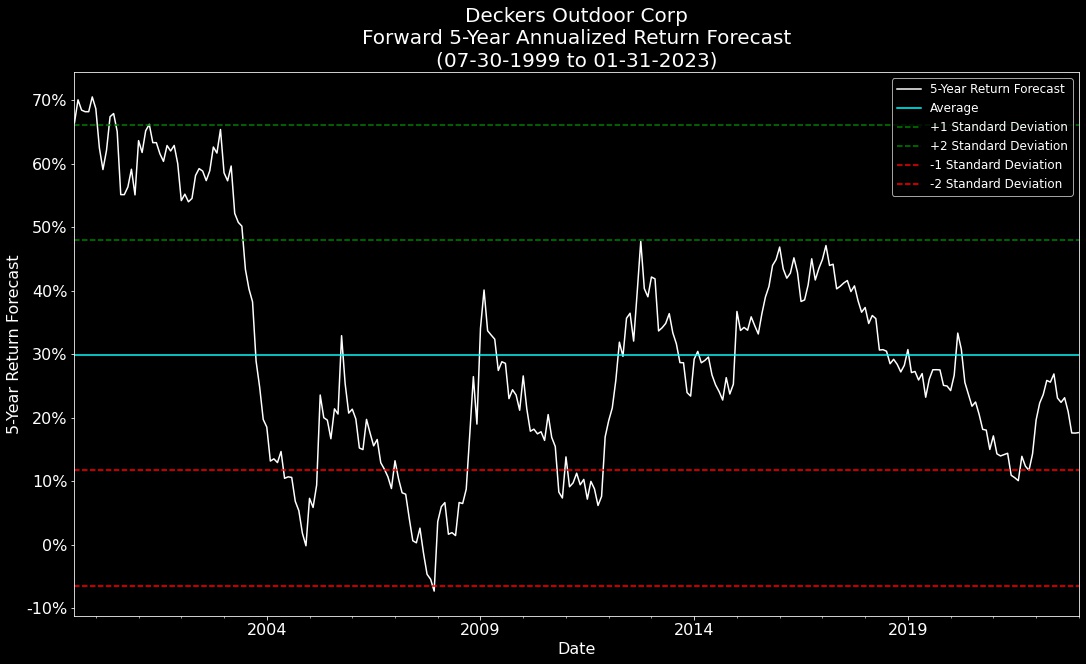 Deckers Outdoor Corp
Forward 5-Year Annualized Return Forecast
(07-30-1999 to 01-31-2023)
5-Year Return Forecast
Average
+1 Standard Deviation
+2 Standard Deviation
-1 Standard Deviation
-2 Standard Deviation
5-Year Return Forecast
70%
60%
50%
40%
30%
20%
10%
0%
-10%
2004
2009
2014
2019
Date